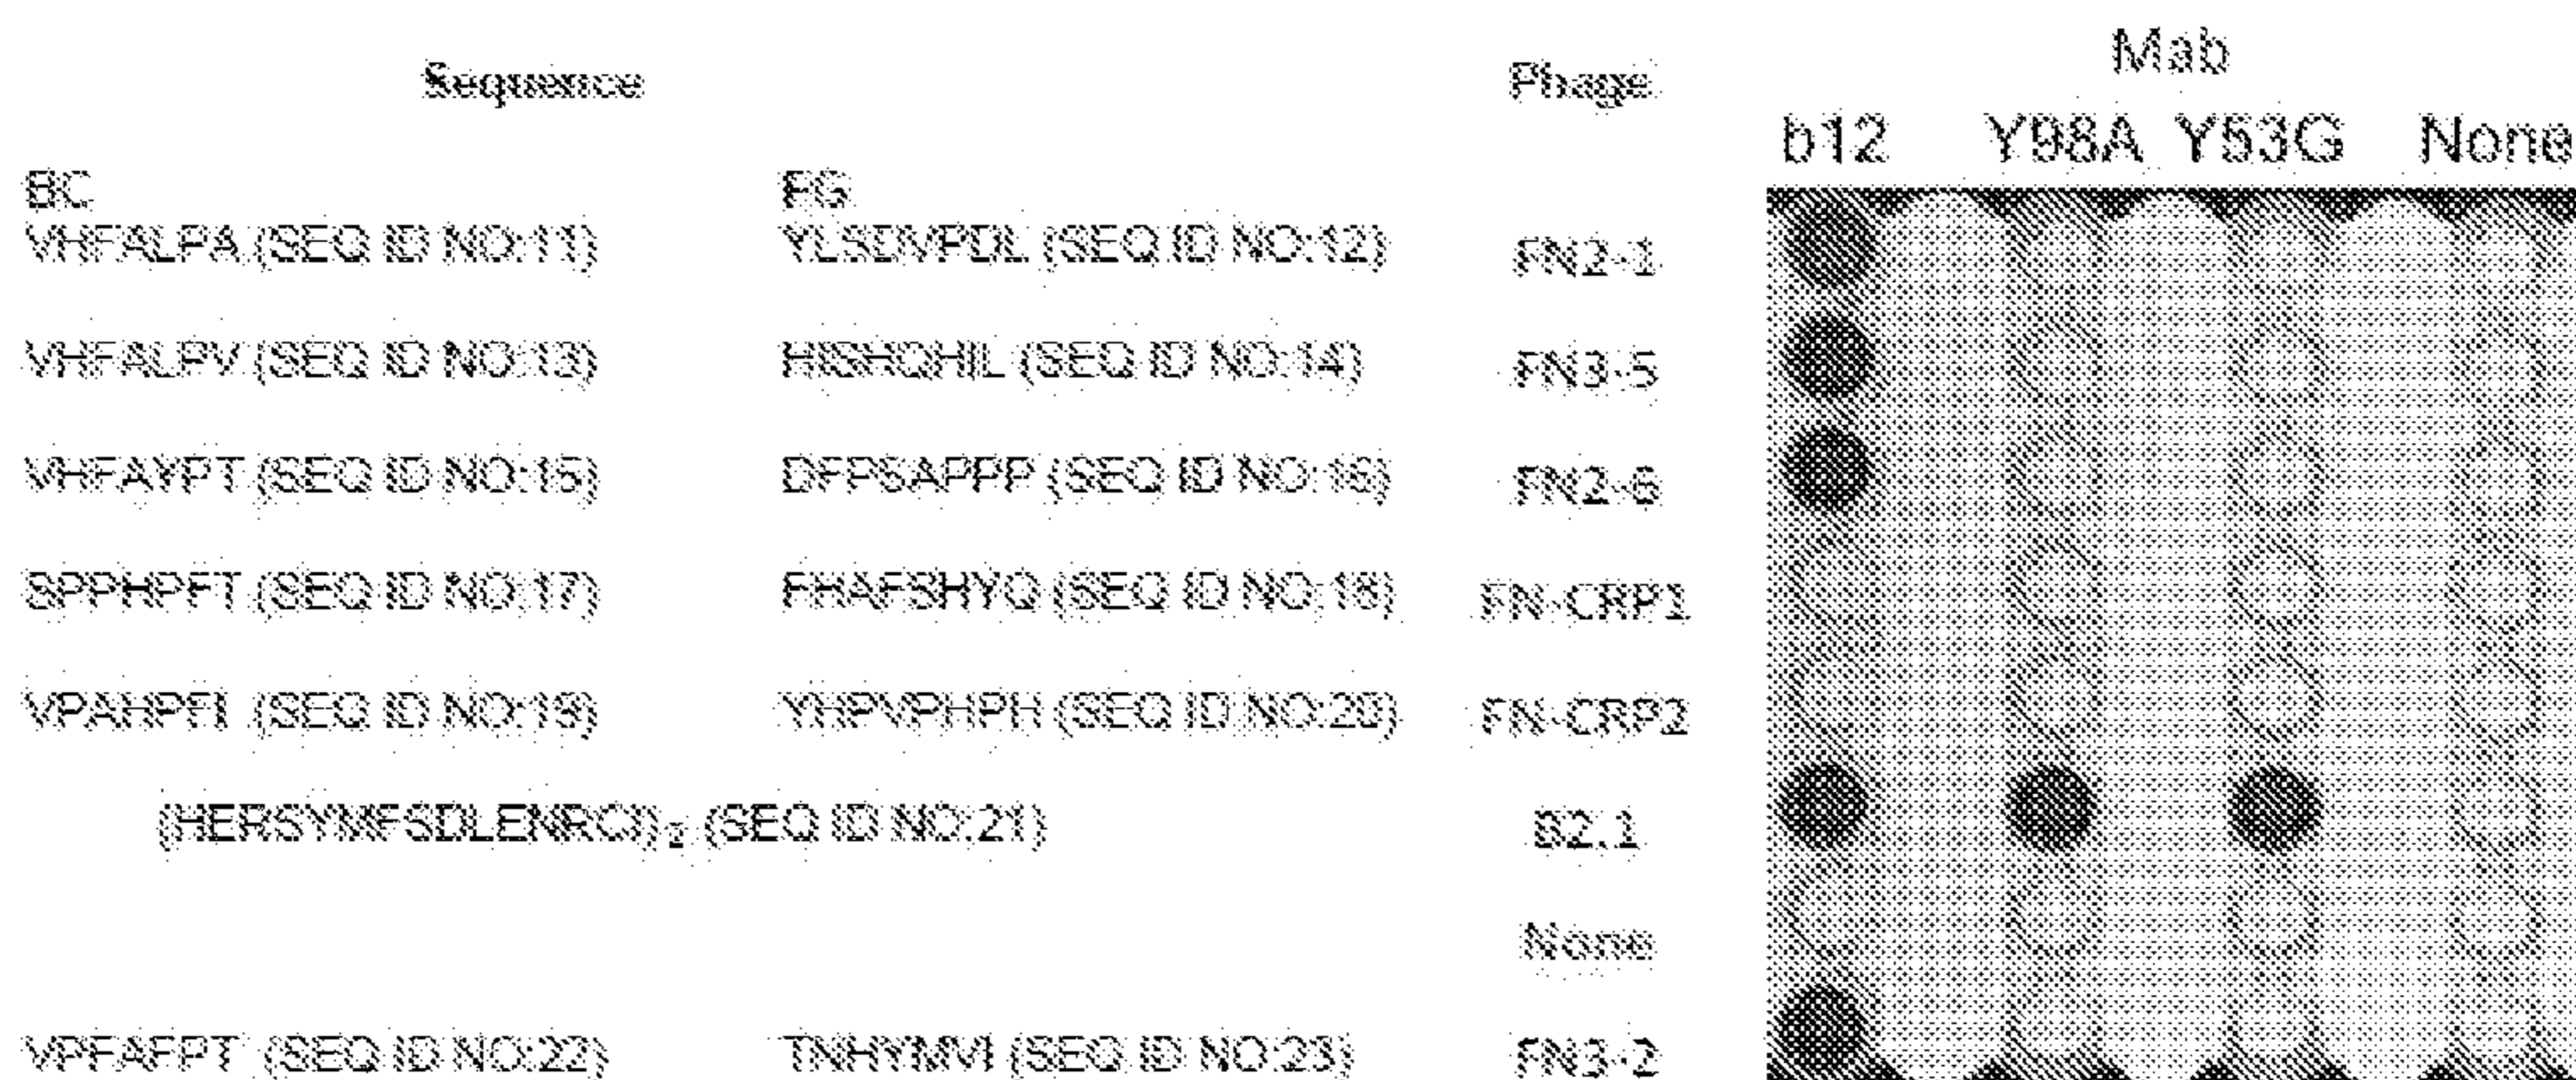 Sequence Phage Mab
b12 Y98A Y53G None
BC FG
VHFALPA (SEQ ID NO:11) YLSDVPDL (SEQ ID NO:12) FN2-1
VHFALPV (SEQ ID NO:13) HISHQHIL (SEQ ID NO:14) FN3-5
VHFAYPT (SEQ ID NO:15) DFPSAPPP (SEQ ID NO:16) FN2-6
SPPHPFT (SEQ ID NO:17) FHAFSHYQ (SEQ ID NO:18) FN-CRP1
VPAHPFI (SEQ ID NO:19) YHPVPHPH (SEQ ID NO:20) FN-CRP2
(HERSYMFSDLENRCI)2 (SEQ ID NO:21) B2.1
None
VPFAFPT (SEQ ID NO:22) TNHYMVI (SEQ ID NO:23) FN3-2